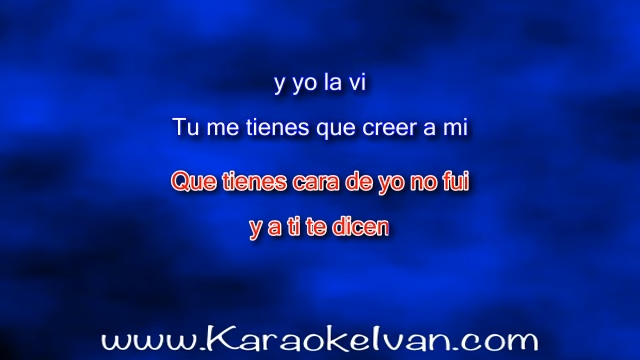 y yo la vi
Tu me tienes que creer a mi
Que tienes cara de yo no fui
y a ti te dicen
www.KaraokeIvan.com